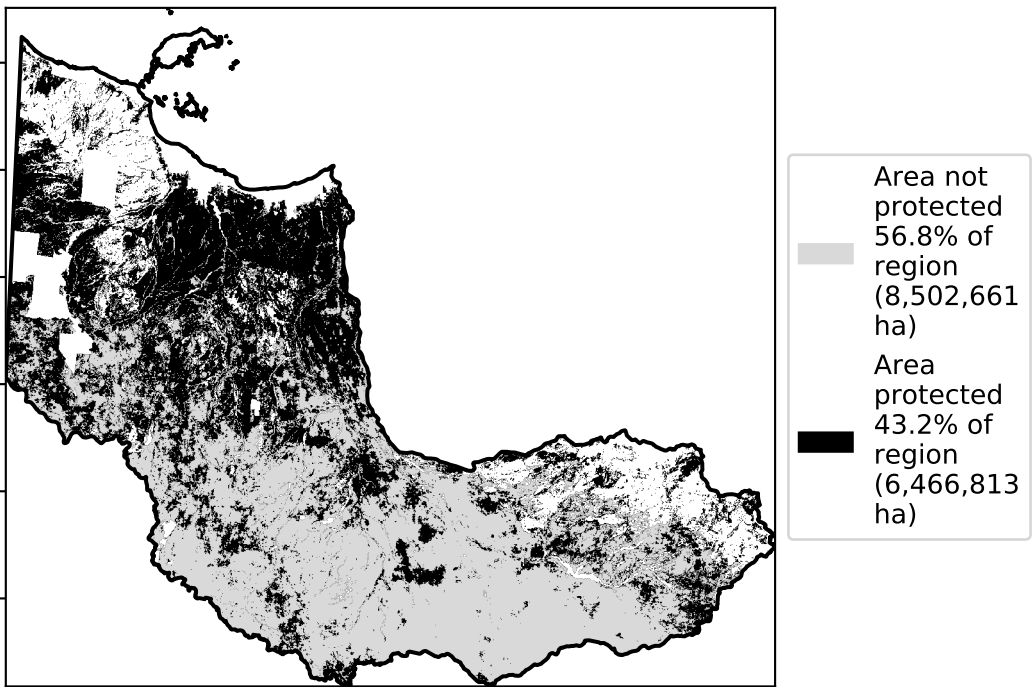 Area not
protected
56.8% of
region
(8,502,661
ha)
Area
protected
43.2% of
region
(6,466,813
ha)